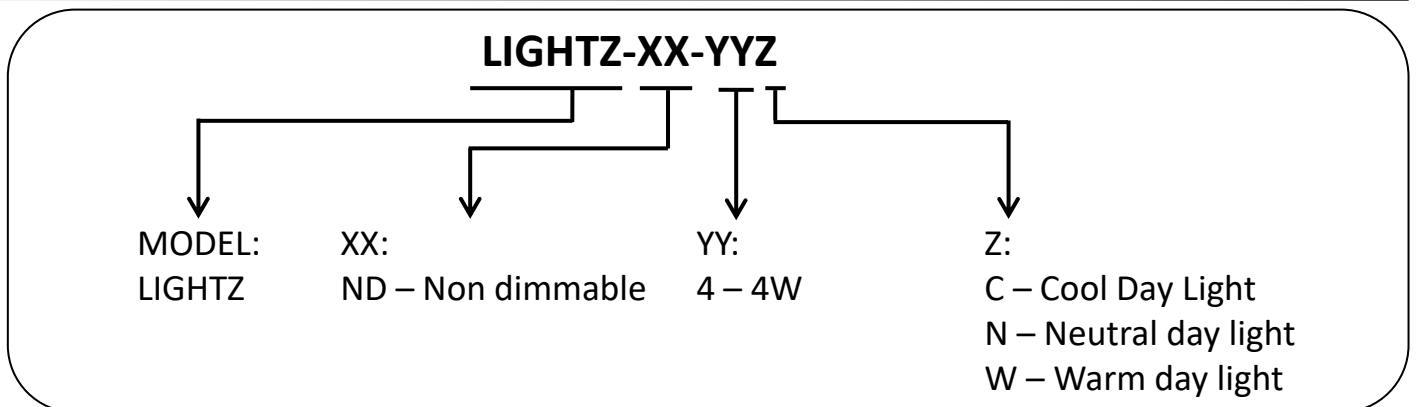 LIGHTZ-XX-YYZ
MODEL:
LIGHTZ
XX:
ND – Non dimmable
YY:
4 – 4W
Z:
C – Cool Day Light
N – Neutral day light
W – Warm day light